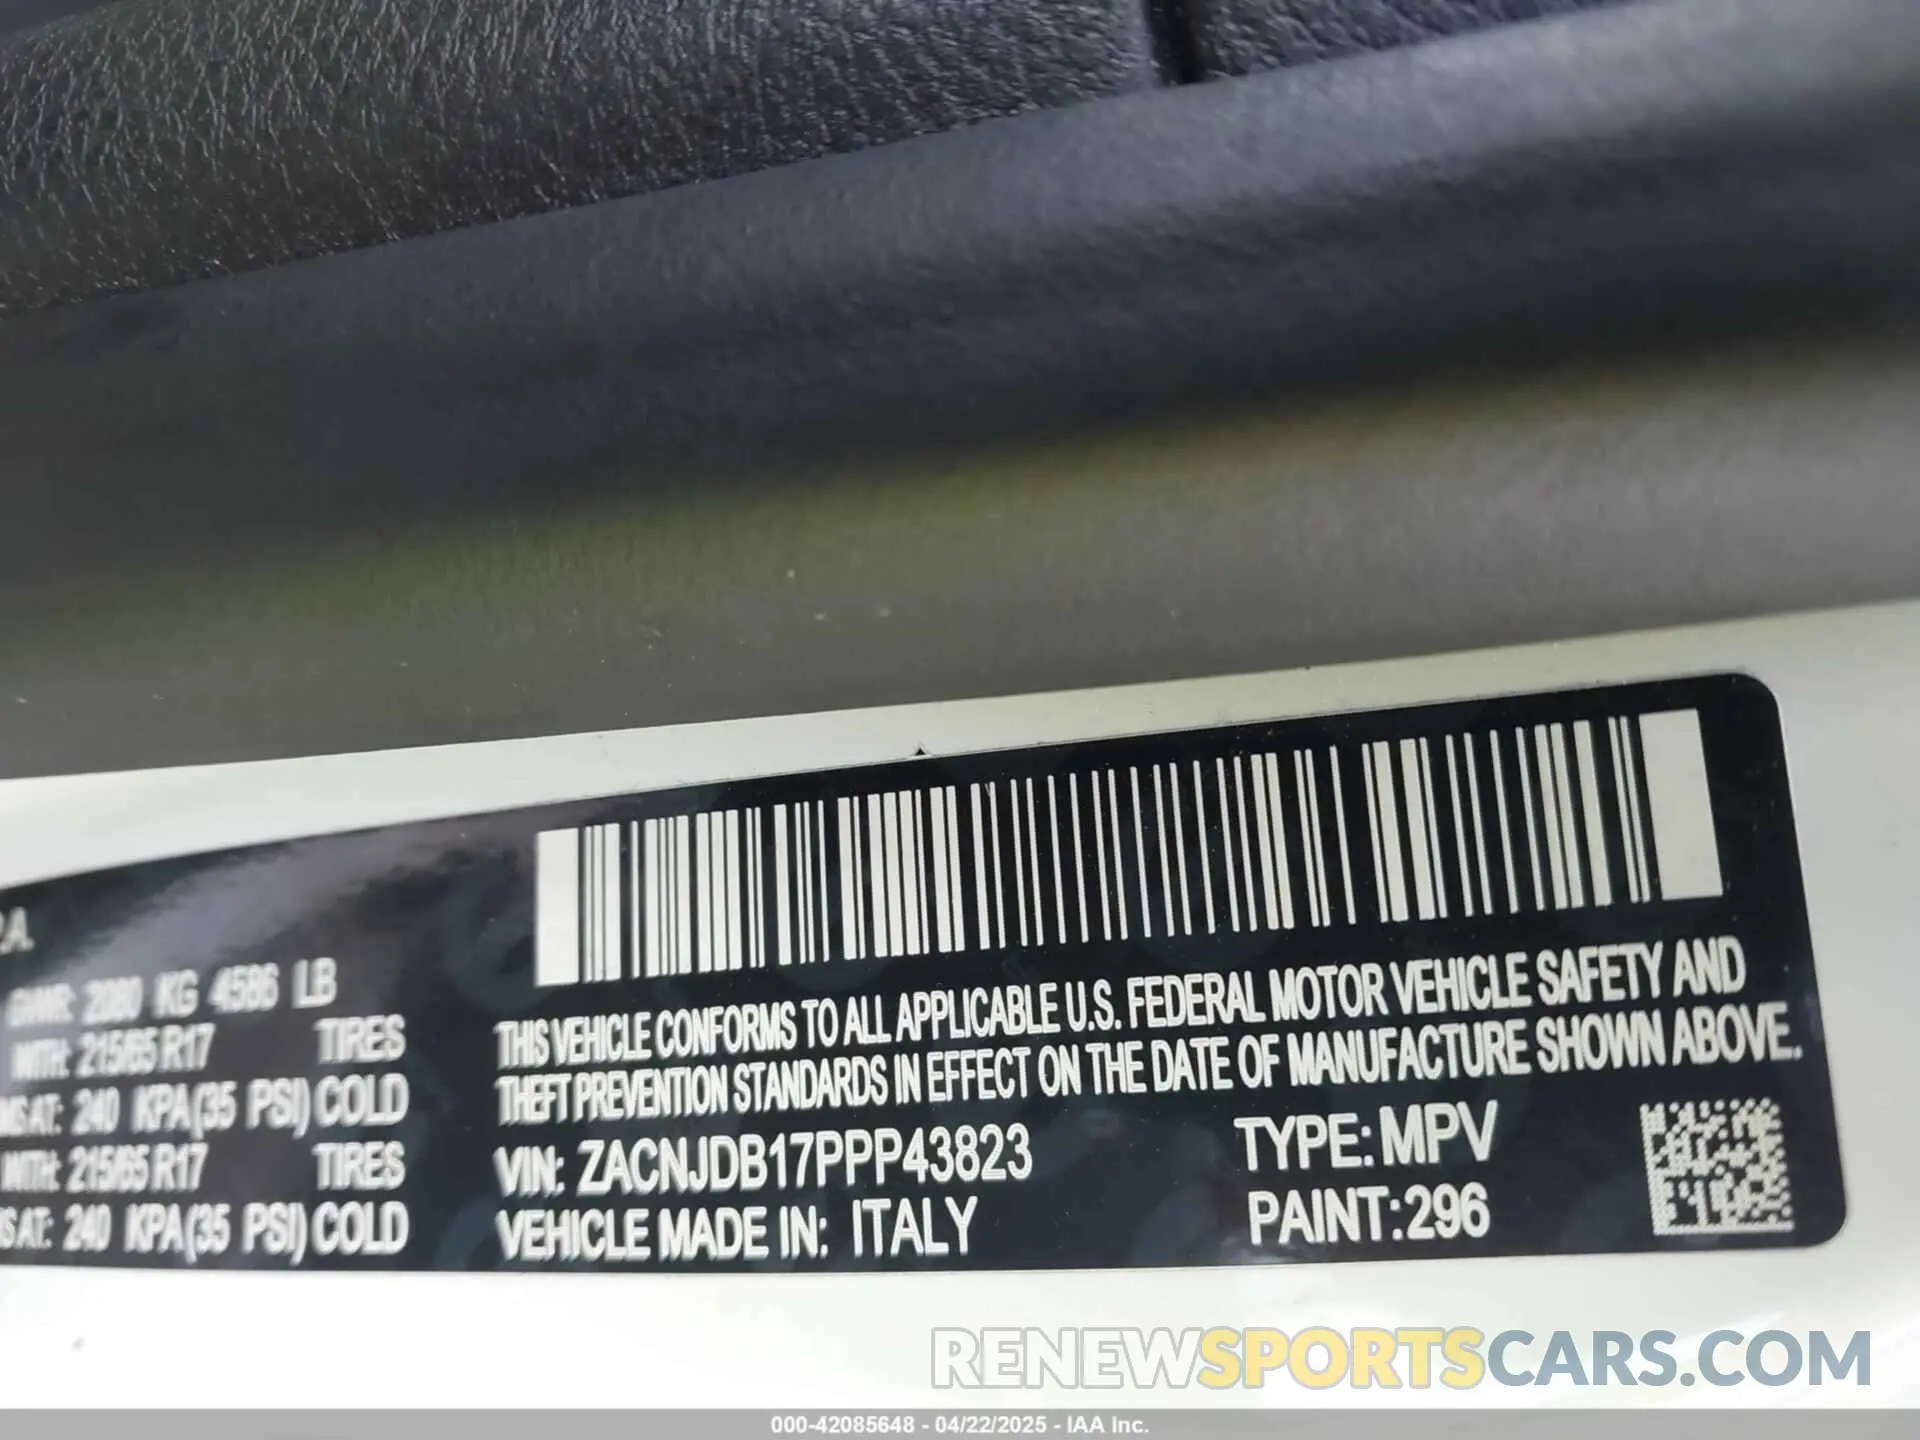 GVWR: 2080 KG 4586 LB
WITH: 215/65 R17 TIRES
AT: 240 KPA(35 PSI) COLD
WITH: 215/65 R17 TIRES
AT: 240 KPA(35 PSI) COLD
THIS VEHICLE CONFORMS TO ALL APPLICABLE U.S. FEDERAL MOTOR VEHICLE SAFETY AND
THEFT PREVENTION STANDARDS IN EFFECT ON THE DATE OF MANUFACTURE SHOWN ABOVE.
VIN: ZACNJDB17PPP43823 TYPE: MPV
VEHICLE MADE IN: ITALY PAINT: 296
RENEWSPORTSCARS.COM
000-42085648 - 04/22/2025 - IAA Inc.